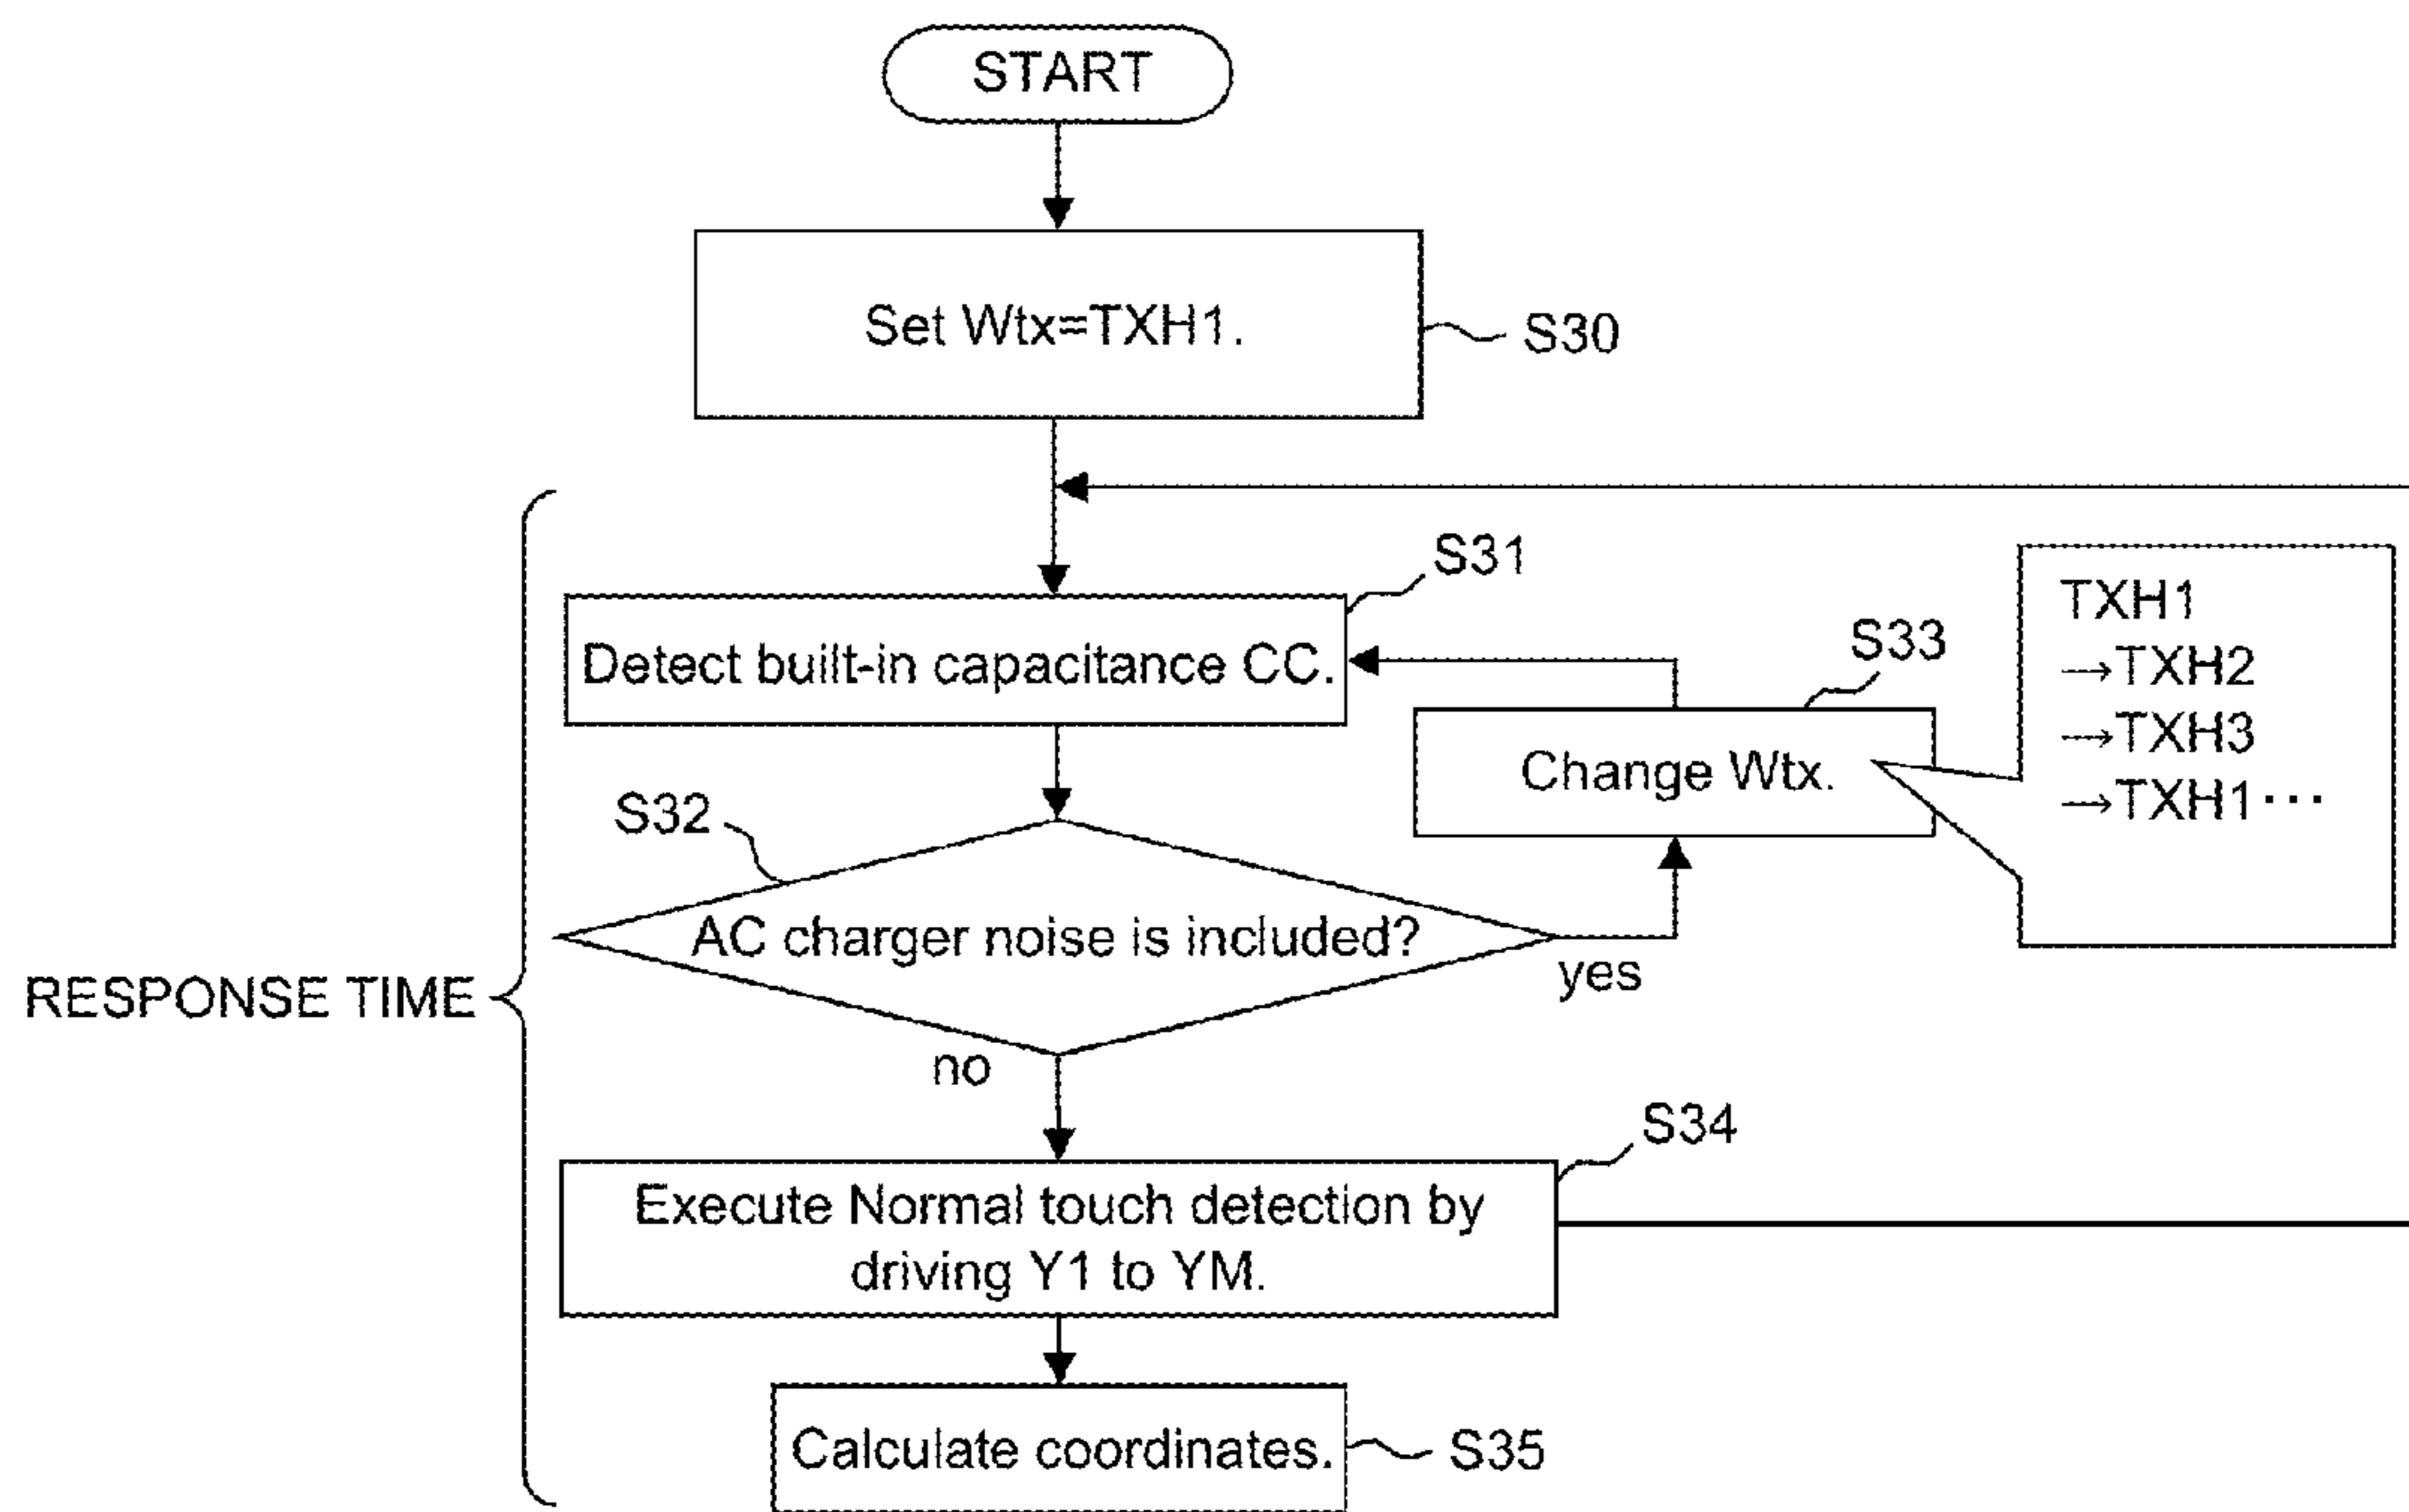 START
Set Wtx=TXH1.
S30
S31
Detect built-in capacitance CC.
S33
Change Wtx.
TXH1
→TXH2
→TXH3
→TXH1···
S32
AC charger noise is included?
yes
RESPONSE TIME
no
S34
Execute Normal touch detection by
driving Y1 to YM.
Calculate coordinates.
S35